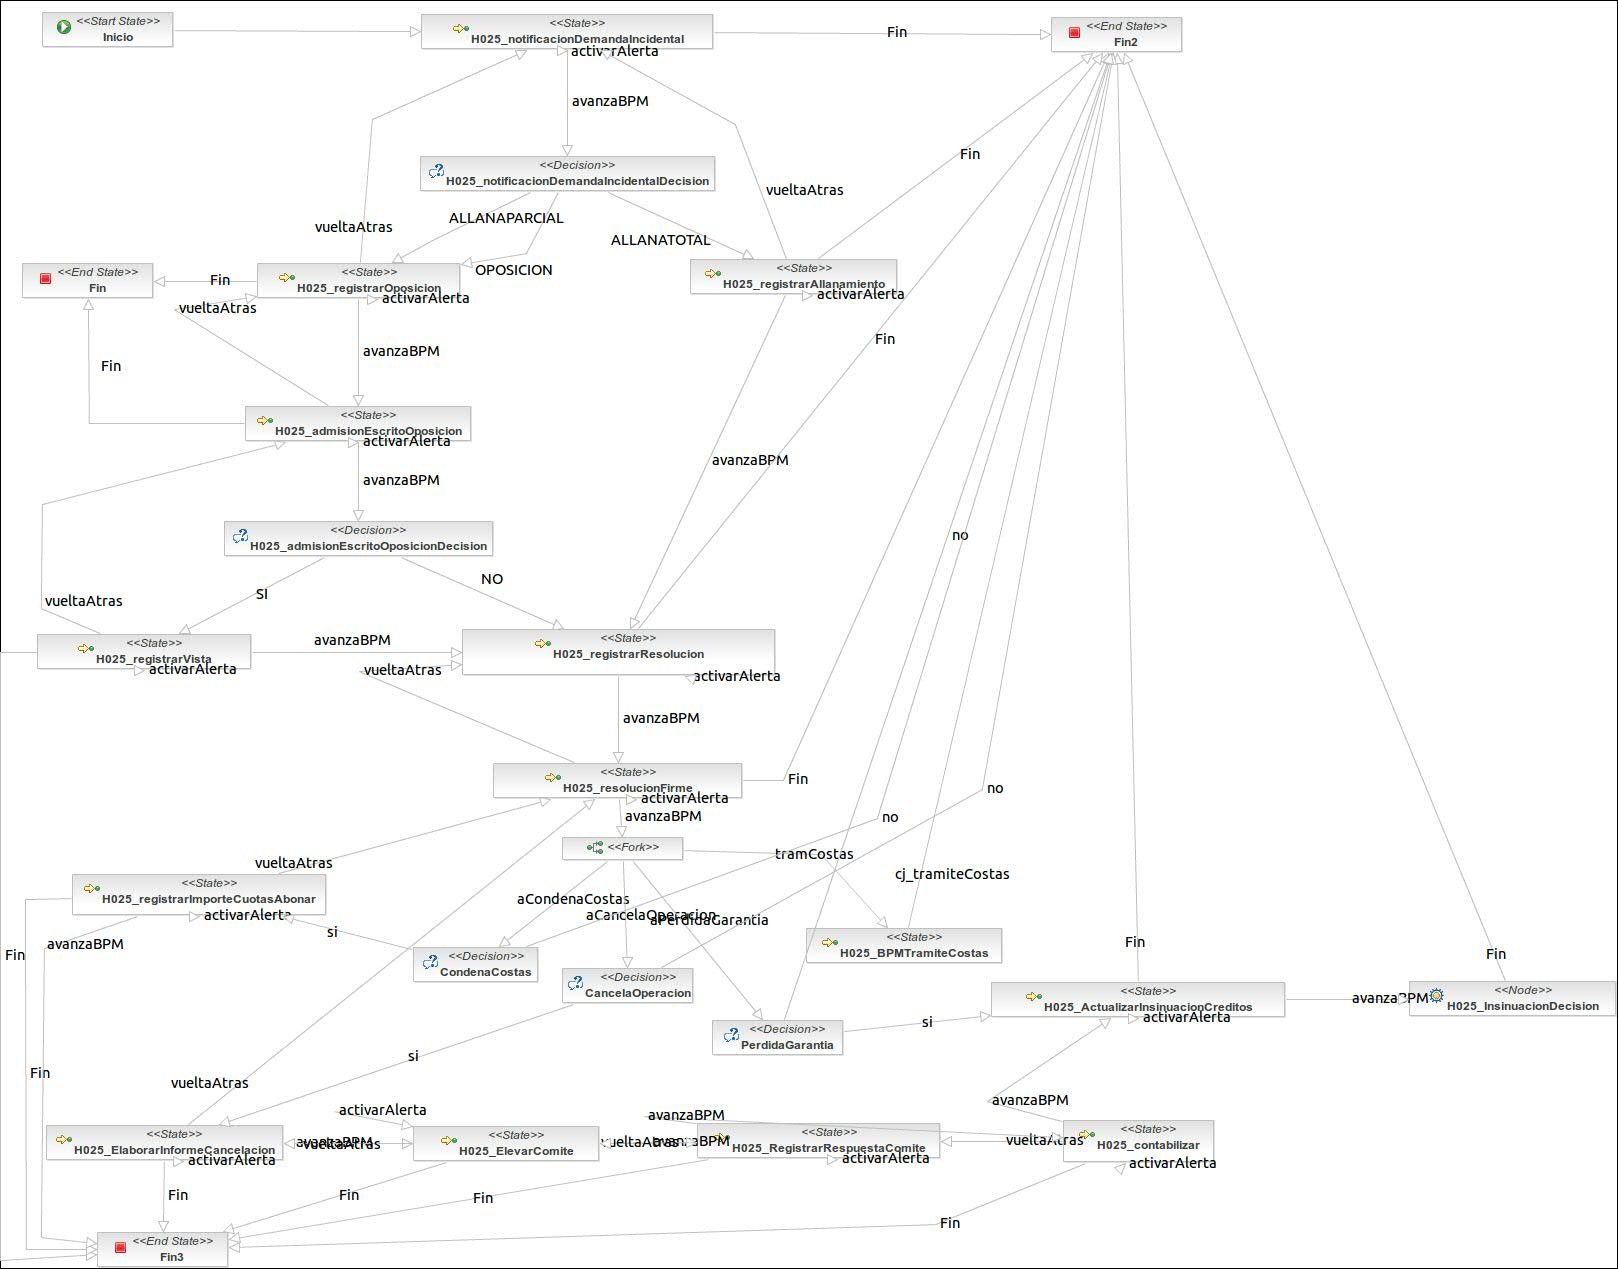 <<Start State>>
Inicio
<<State>>
H025_notificacionDemandaIncidental
activarAlerta
Fin
<<End State>>
Fin2
avanzaBPM
<<Decision>>
H025_notificacionDemandaIncidentalDecision
vueltaAtras
Fin
vueltaAtras
ALLANAPARCIAL
ALLANATOTAL
OPOSICION
<<End State>>
Fin
Fin
<<State>>
H025_registrarOposicion
activarAlerta
<<State>>
H025_registrarAllanamiento
activarAlerta
vueltaAtras
Fin
avanzaBPM
Fin
<<State>>
H025_admisionEscritoOposicion
activarAlerta
avanzaBPM
avanzaBPM
<<Decision>>
H025_admisionEscritoOposicionDecision
no
vueltaAtras
SI
NO
<<State>>
H025_registrarVista
activarAlerta
avanzaBPM
<<State>>
H025_registrarResolucion
activarAlerta
vueltaAtras
avanzaBPM
<<State>>
H025_resolucionFirme
activarAlerta
Fin
no
avanzaBPM
no
<<Fork>>
tramCostas
vueltaAtras
cj_tramiteCostas
<<State>>
H025_registrarImporteCuotasAbonar
activarAlerta
aCondenaCostas
aCancelaOperacion
aPerdidaGarantia
si
avanzaBPM
Fin
<<Decision>>
CondenaCostas
<<State>>
H025_BPMTramiteCostas
Fin
Fin
<<Decision>>
CancelaOperacion
<<State>>
H025_ActualizarInsinuacionCreditos
activarAlerta
avanzaBPM
<<Node>>
H025_InsinuacionDecision
<<Decision>>
PerdidaGarantia
si
si
Fin
vueltaAtras
activarAlerta
avanzaBPM
avanzaBPM
<<State>>
H025_ElaborarInformeCancelacion
activarAlerta
avanzaBPM
vueltaAtras
<<State>>
H025_ElevarComite
vueltaAtras
avanzaBPM
<<State>>
H025_RegistrarRespuestaComite
activarAlerta
vueltaAtras
<<State>>
H025_contabilizar
activarAlerta
Fin
Fin
Fin
Fin
<<End State>>
Fin3